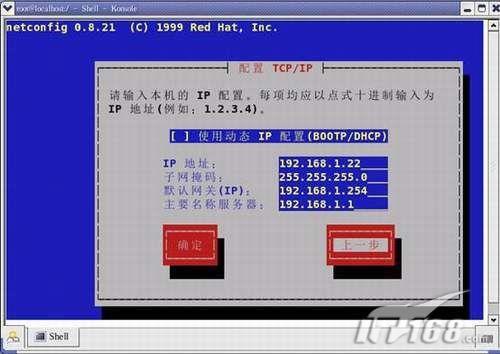 root@localhost:/ - Shell - Konsole
netconfig 0.8.21 (C) 1999 Red Hat, Inc.
配置 TCP/IP
请输入本机的 IP 配置。每项均应以点式十进制输入为
IP 地址(例如：1.2.3.4)。
[ ] 使用动态 IP 配置(BOOTP/DHCP)
IP 地址： 192.168.1.22
子网掩码： 255.255.255.0
默认网关(IP)： 192.168.1.254
主要名称服务器： 192.168.1.1
确定 上一步
Shell
IT168.com